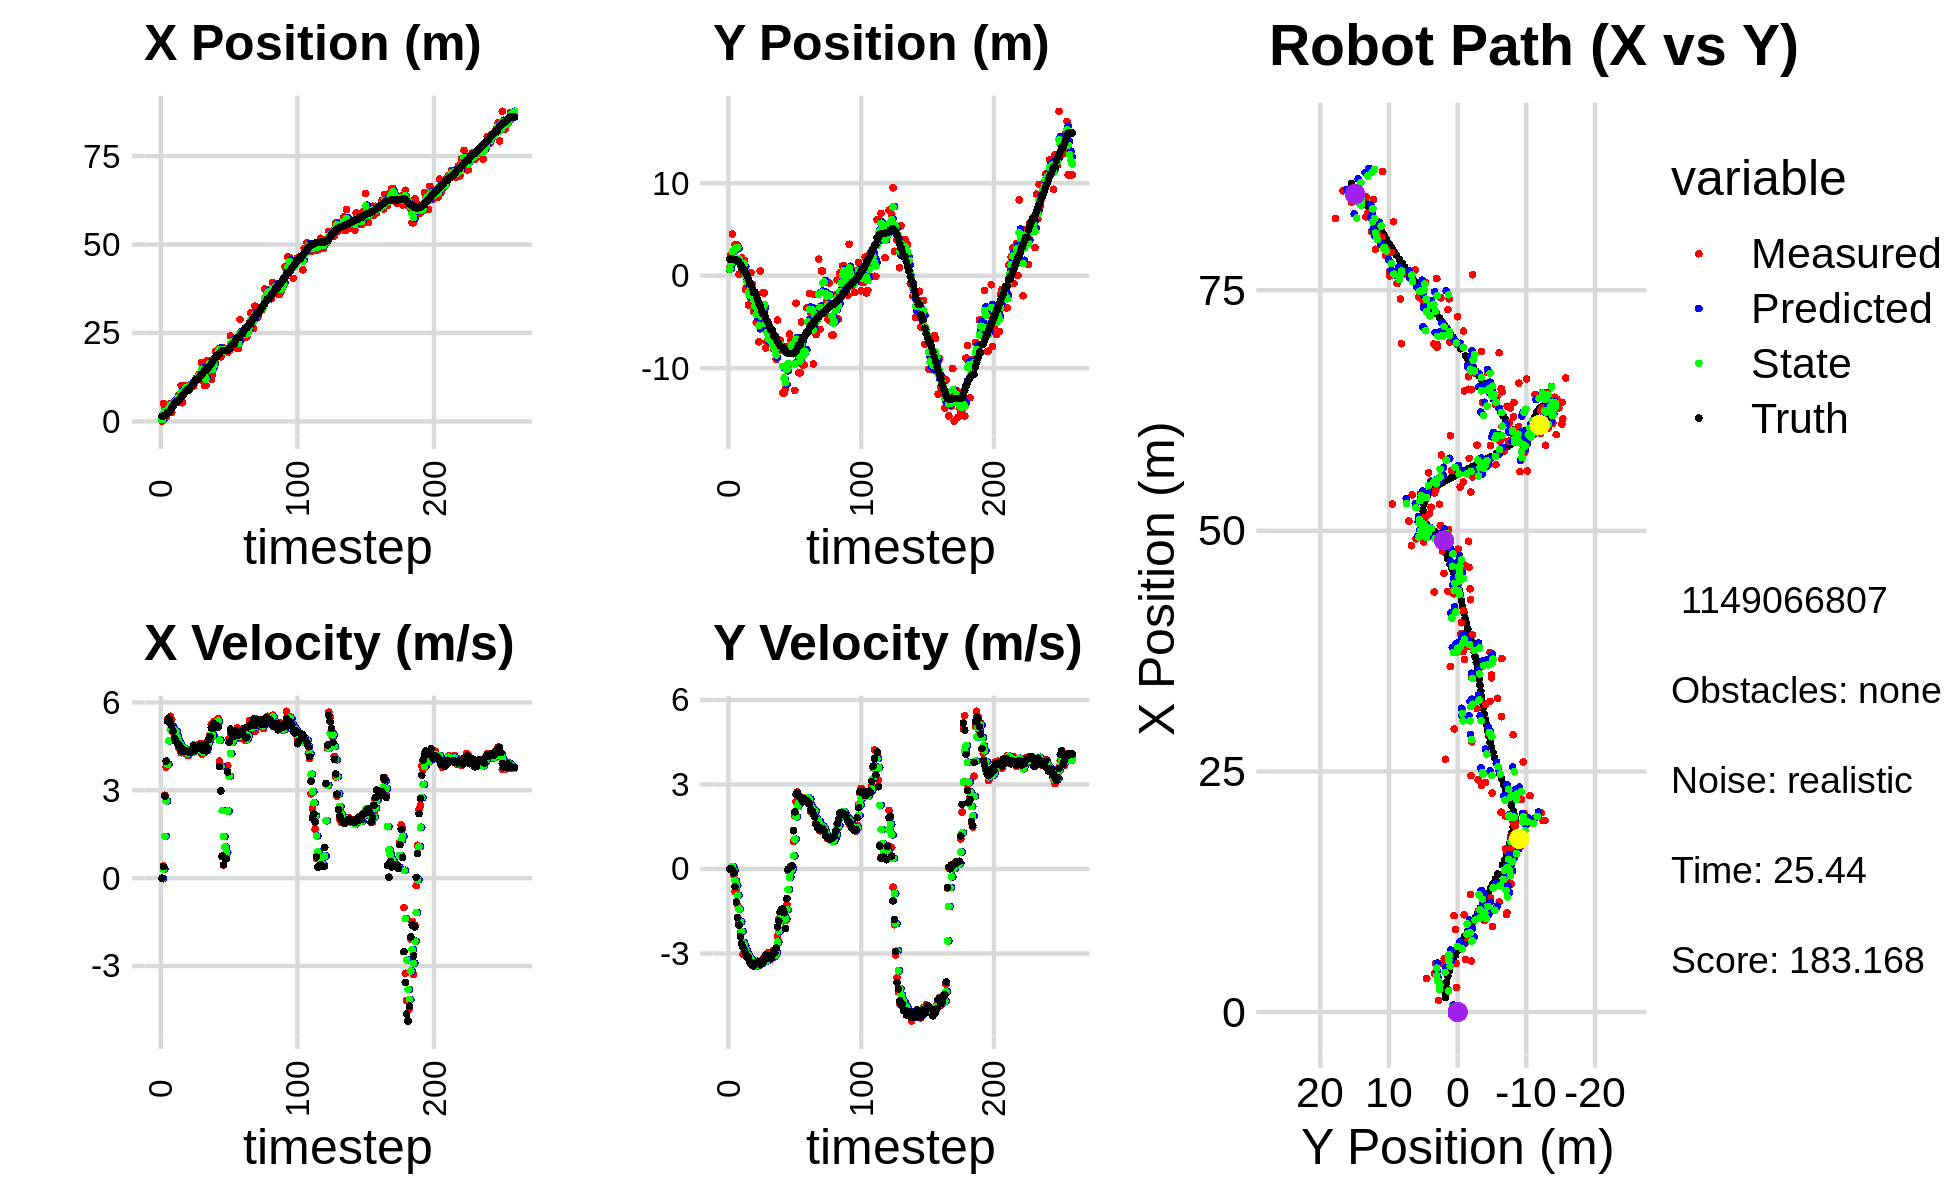 X Position (m)
75
50
25
0
0
100
200
timestep
Y Position (m)
10
0
-10
0
100
200
timestep
X Velocity (m/s)
6
3
0
-3
0
100
200
timestep
Y Velocity (m/s)
6
3
0
-3
0
100
200
timestep
Robot Path (X vs Y)
X Position (m)
75
50
25
0
20 10 0 -10 -20
Y Position (m)
variable
Measured
Predicted
State
Truth
1149066807
Obstacles: none
Noise: realistic
Time: 25.44
Score: 183.168